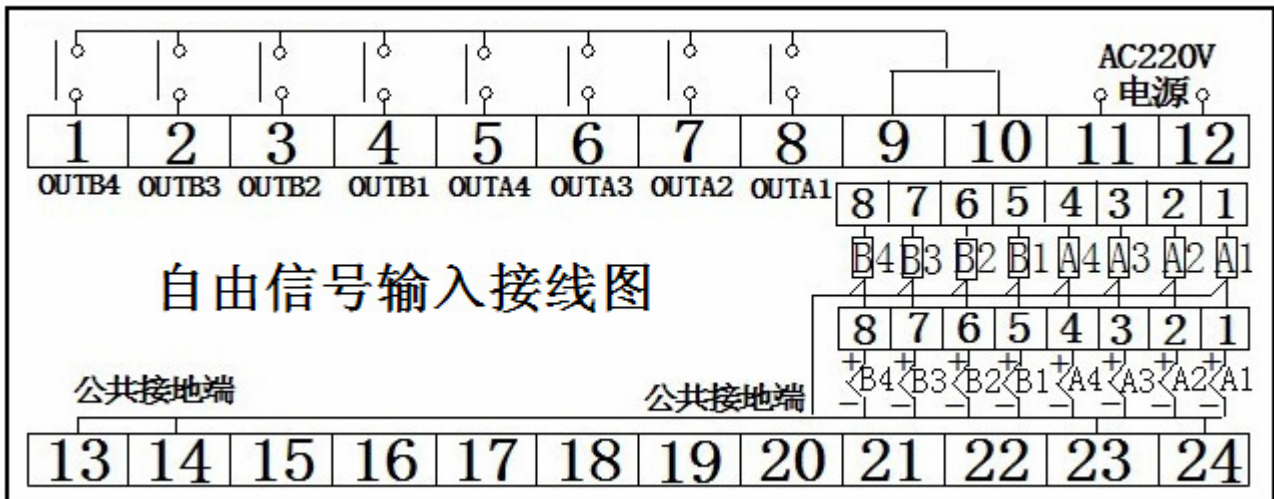 AC220V
电源
1 2 3 4 5 6 7 8 9 10 11 12
OUTB4 OUTB3 OUTB2 OUTB1 OUTA4 OUTA3 OUTA2 OUTA1
8 7 6 5 4 3 2 1
B4 B3 B2 B1 A4 A3 A2 A1
自由信号输入接线图
8 7 6 5 4 3 2 1
+ + + + + + + +
B4 B3 B2 B1 A4 A3 A2 A1
- - - - - - - -
公共接地端 公共接地端
13 14 15 16 17 18 19 20 21 22 23 24